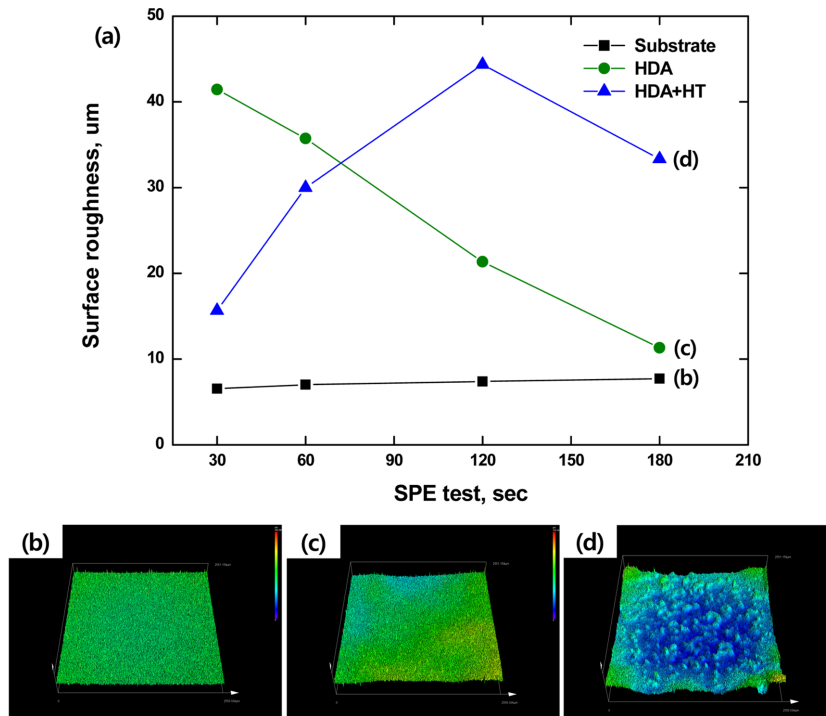 (a)
50
40
30
20
10
0
Surface roughness, um
Substrate
HDA
HDA+HT
(d)
(c)
(b)
30 60 90 120 150 180 210
SPE test, sec
(b) (c) (d)